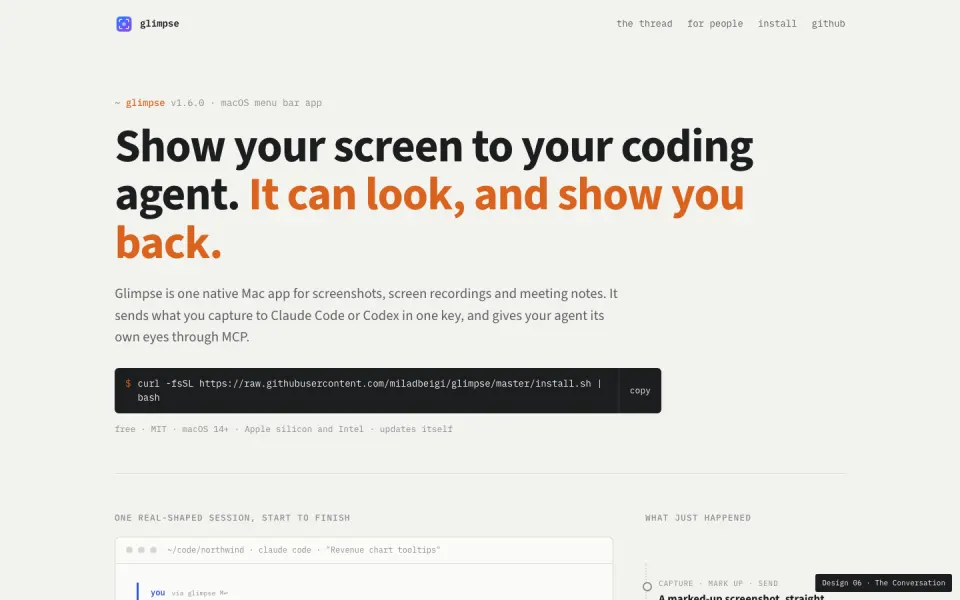 glimpse
the thread for people install github
~ glimpse v1.6.0 · macOS menu bar app
Show your screen to your coding
agent. It can look, and show you
back.
Glimpse is one native Mac app for screenshots, screen recordings and meeting notes. It
sends what you capture to Claude Code or Codex in one key, and gives your agent its
own eyes through MCP.
$ curl -fsSL https://raw.githubusercontent.com/miladbeigi/glimpse/master/install.sh |
bash
copy
free · MIT · macOS 14+ · Apple silicon and Intel · updates itself
ONE REAL-SHAPED SESSION, START TO FINISH
WHAT JUST HAPPENED
~/code/northwind · claude code · "Revenue chart tooltips"
you via glimpse
CAPTURE · MARK UP · SEND
A marked-up screenshot, straight
Design 06 · The Conversation